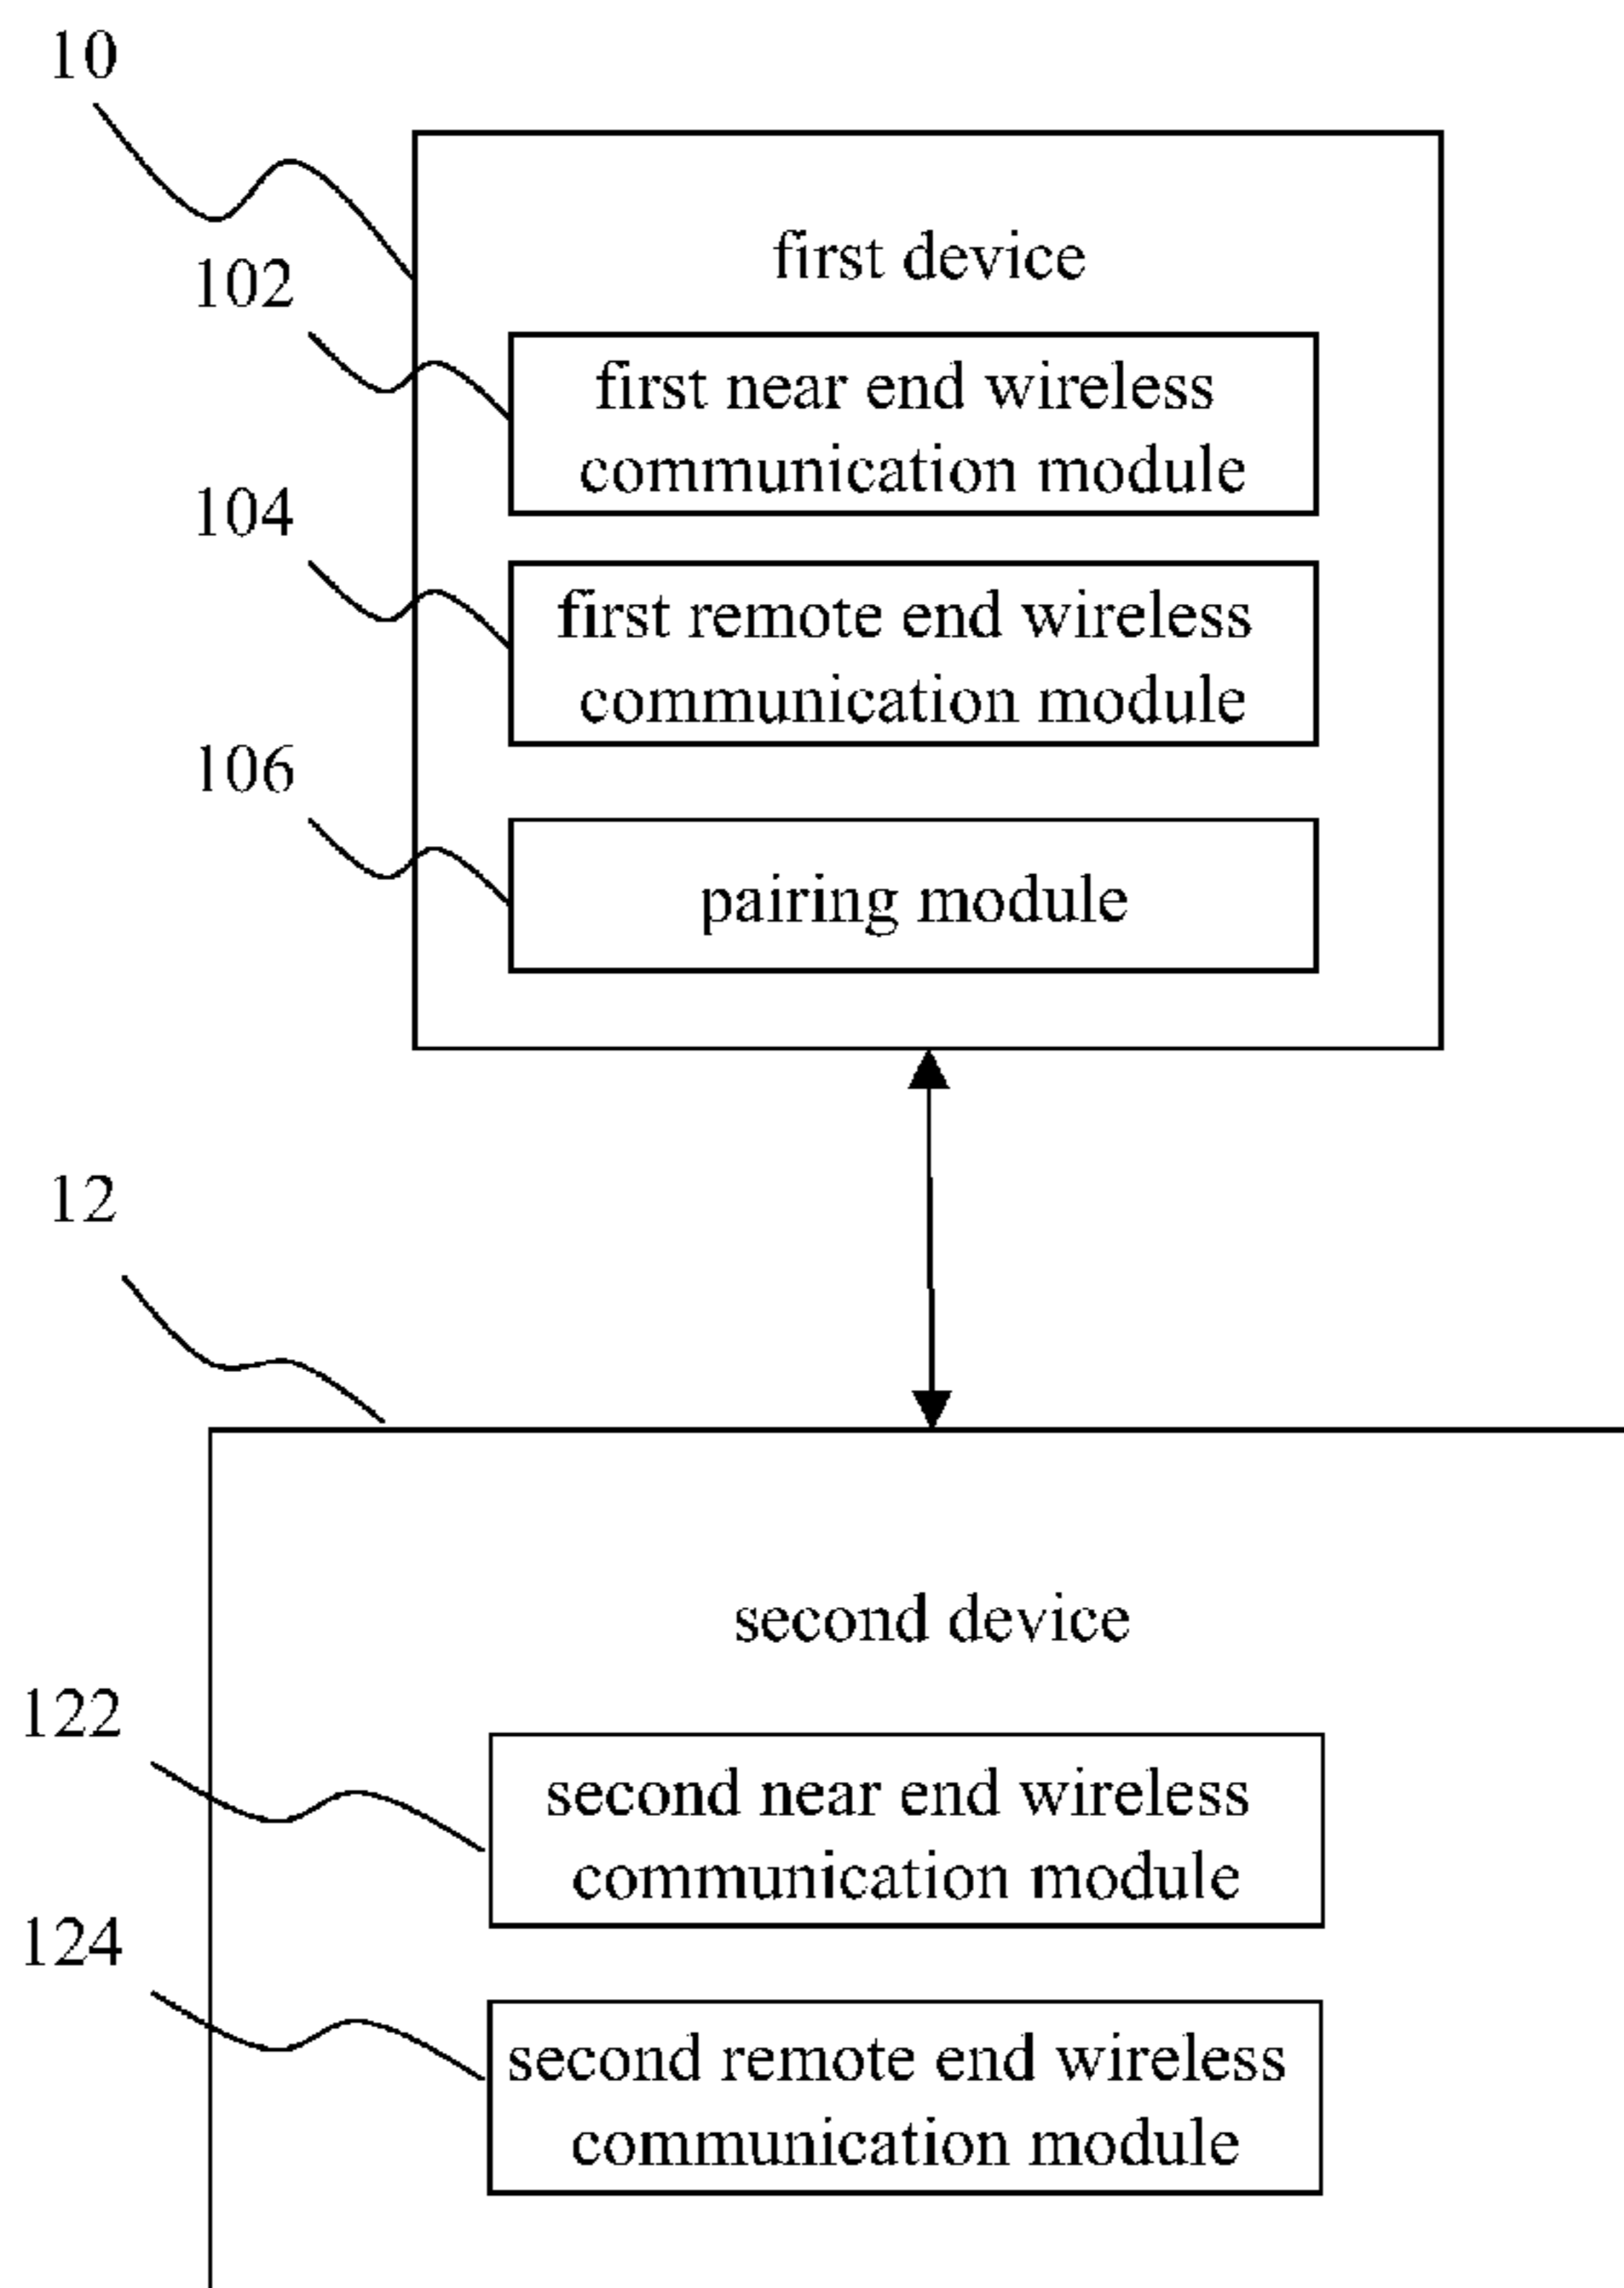 10
first device
102
first near end wireless
communication module
104
first remote end wireless
communication module
106
pairing module
12
second device
122
second near end wireless
communication module
124
second remote end wireless
communication module